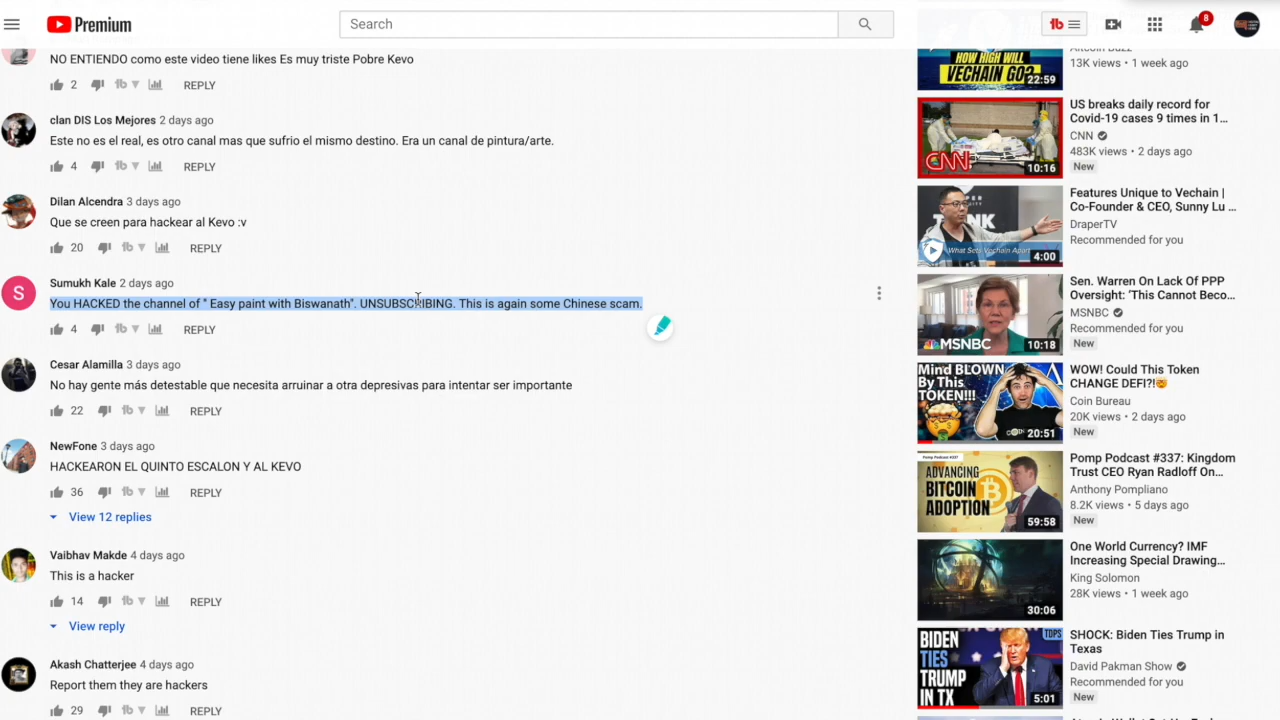 Premium
Search
8
NO ENTIENDO como este video tiene likes Es muy triste Kevo Kevo
2
REPLY
clan DIS Los Mejores 2 days ago
Este no es el real, es otro canal mas que sufrio el mismo destino. Era un canal de pintura/arte.
4
REPLY
Dilan Alcendra 3 days ago
Que se creen para hackear al Kevo :v
20
REPLY
S
Sumukh Kale 2 days ago
You HACKED the channel of " Easy paint with Biswanath". UNSUBSCRIBING. This is again some Chinese scam.
4
REPLY
Cesar Alamilla 3 days ago
No hay gente más detestable que necesita arruinar a otra depresivas para intentar ser importante
22
REPLY
NewFone 3 days ago
HACKEARON EL QUINTO ESCALON Y AL KEVO
36
REPLY
View 12 replies
Vaibhav Makde 4 days ago
This is a hacker
14
REPLY
View reply
Akash Chatterjee 4 days ago
Report them they are hackers
29
REPLY
HOW HIGH WILL
VECHAIN GO?
22:59
Altcoin Buzz
13K views • 1 week ago
CNN
10:16
US breaks daily record for
Covid-19 cases 9 times in 1...
CNN
483K views • 2 days ago
New
What Sets Vechain Apart
4:00
Features Unique to Vechain |
Co-Founder & CEO, Sunny Lu ...
DraperTV
Recommended for you
MSNBC
10:18
Sen. Warren On Lack Of PPP
Oversight: 'This Cannot Beco...
MSNBC
Recommended for you
New
Mind BLOWN
By This
TOKEN!!!
20:51
WOW! Could This Token
CHANGE DEFI?!🤯
Coin Bureau
20K views • 2 days ago
New
Pomp Podcast #337
ADVANCING
BITCOIN
ADOPTION
59:58
Pomp Podcast #337: Kingdom
Trust CEO Ryan Radloff On...
Anthony Pompliano
8.2K views • 5 days ago
New
30:06
One World Currency? IMF
Increasing Special Drawing...
King Solomon
28K views • 1 week ago
TDPS
BIDEN
TIES
TRUMP
IN TX
5:01
SHOCK: Biden Ties Trump in
Texas
David Pakman Show
Recommended for you
New